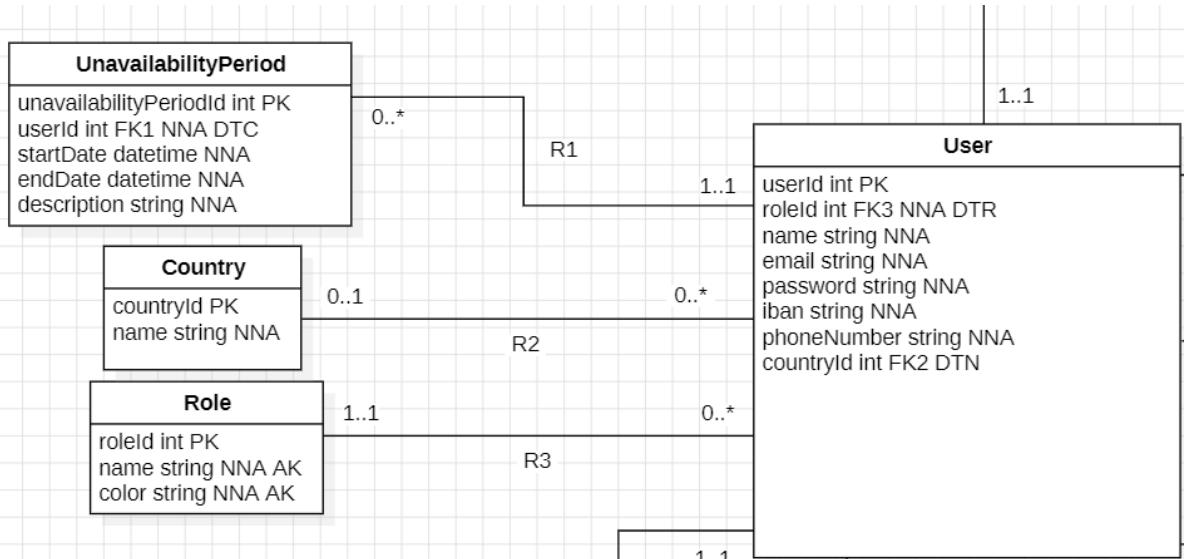 UnavailabilityPeriod
unavailabilityPeriodId int PK
userId int FK1 NNA DTC
startDate datetime NNA
endDate datetime NNA
description string NNA
0..*
R1
1..1
1..1
User
userId int PK
roleId int FK3 NNA DTR
name string NNA
email string NNA
password string NNA
iban string NNA
phoneNumber string NNA
countryId int FK2 DTN
Country
countryId PK
name string NNA
0..1
0..*
R2
Role
roleId int PK
name string NNA AK
color string NNA AK
1..1
0..*
R3
1..1